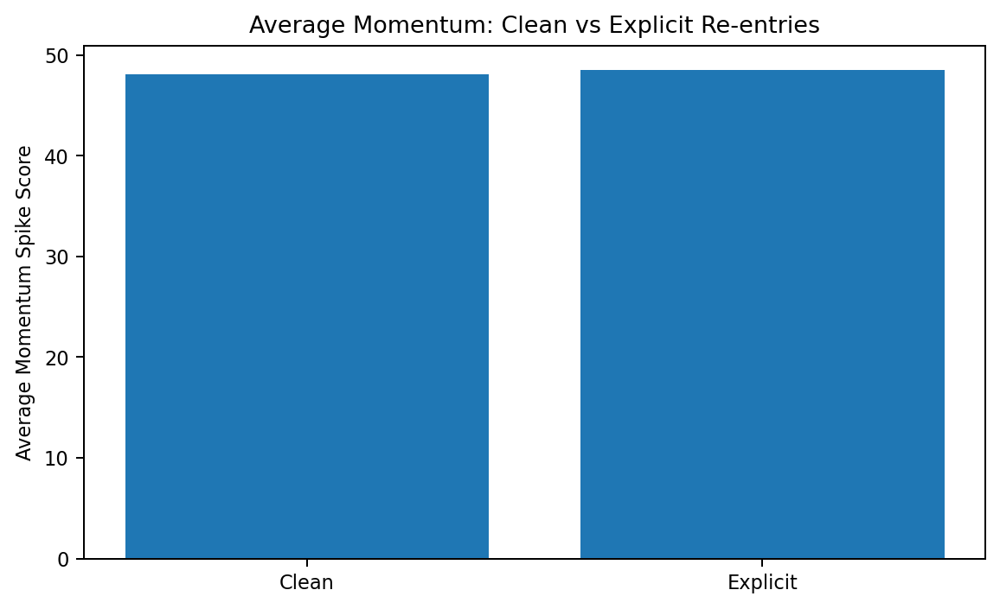 Average Momentum: Clean vs Explicit Re-entries
Average Momentum Spike Score
50
40
30
20
10
0
Clean
Explicit